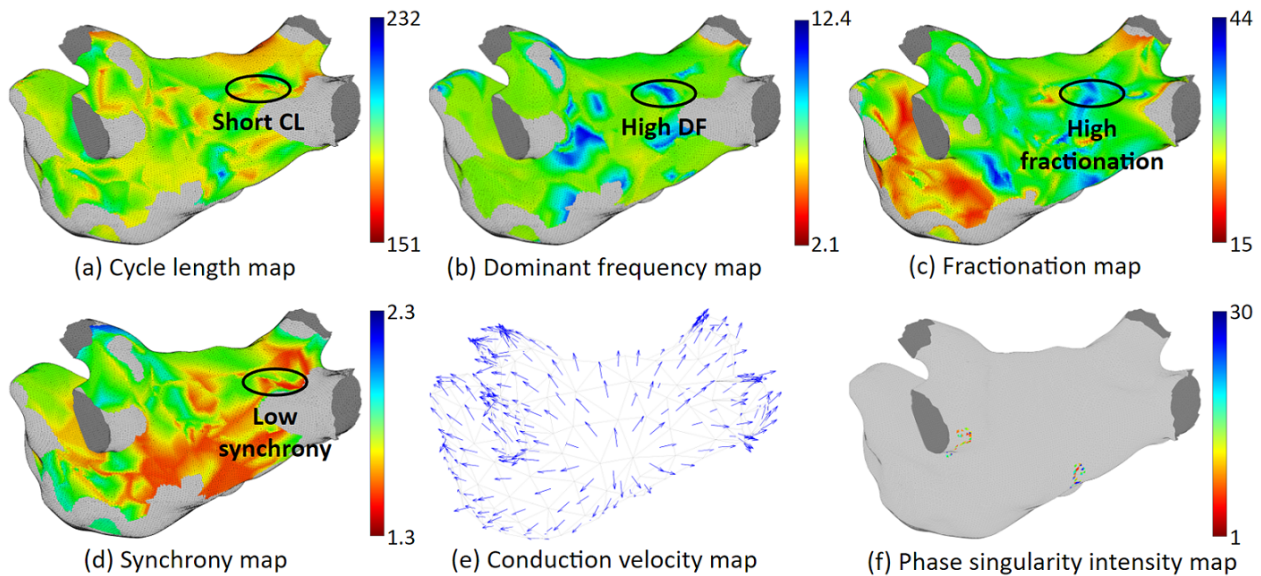 232
Short CL
151
(a) Cycle length map
12.4
High DF
2.1
(b) Dominant frequency map
44
High
fractionation
15
(c) Fractionation map
2.3
Low
synchrony
1.3
(d) Synchrony map
(e) Conduction velocity map
30
1
(f) Phase singularity intensity map